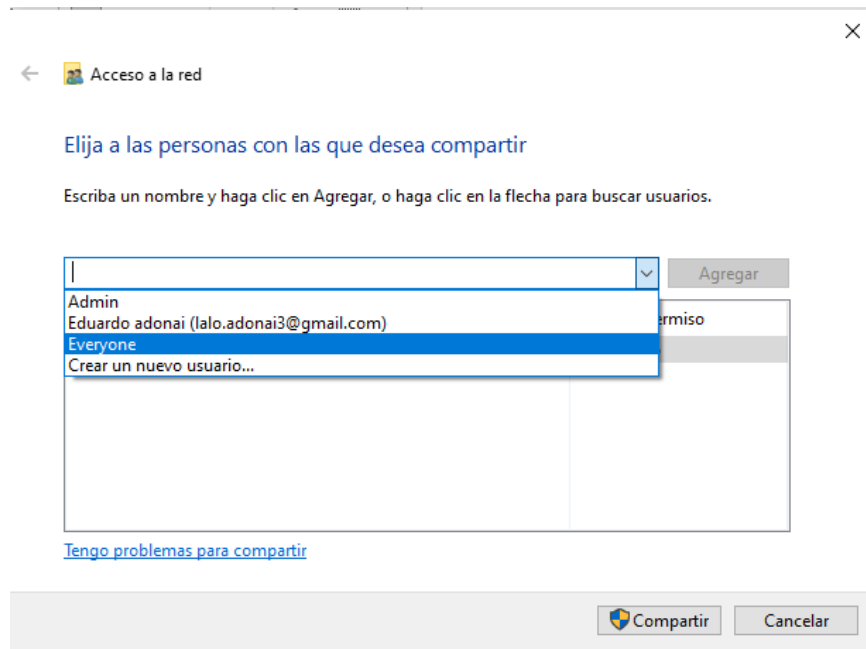 Acceso a la red
Elija a las personas con las que desea compartir
Escriba un nombre y haga clic en Agregar, o haga clic en la flecha para buscar usuarios.
Agregar
Admin
Eduardo adonai (lalo.adonai3@gmail.com)
Everyone
Crear un nuevo usuario...
ermiso
Tengo problemas para compartir
Compartir
Cancelar